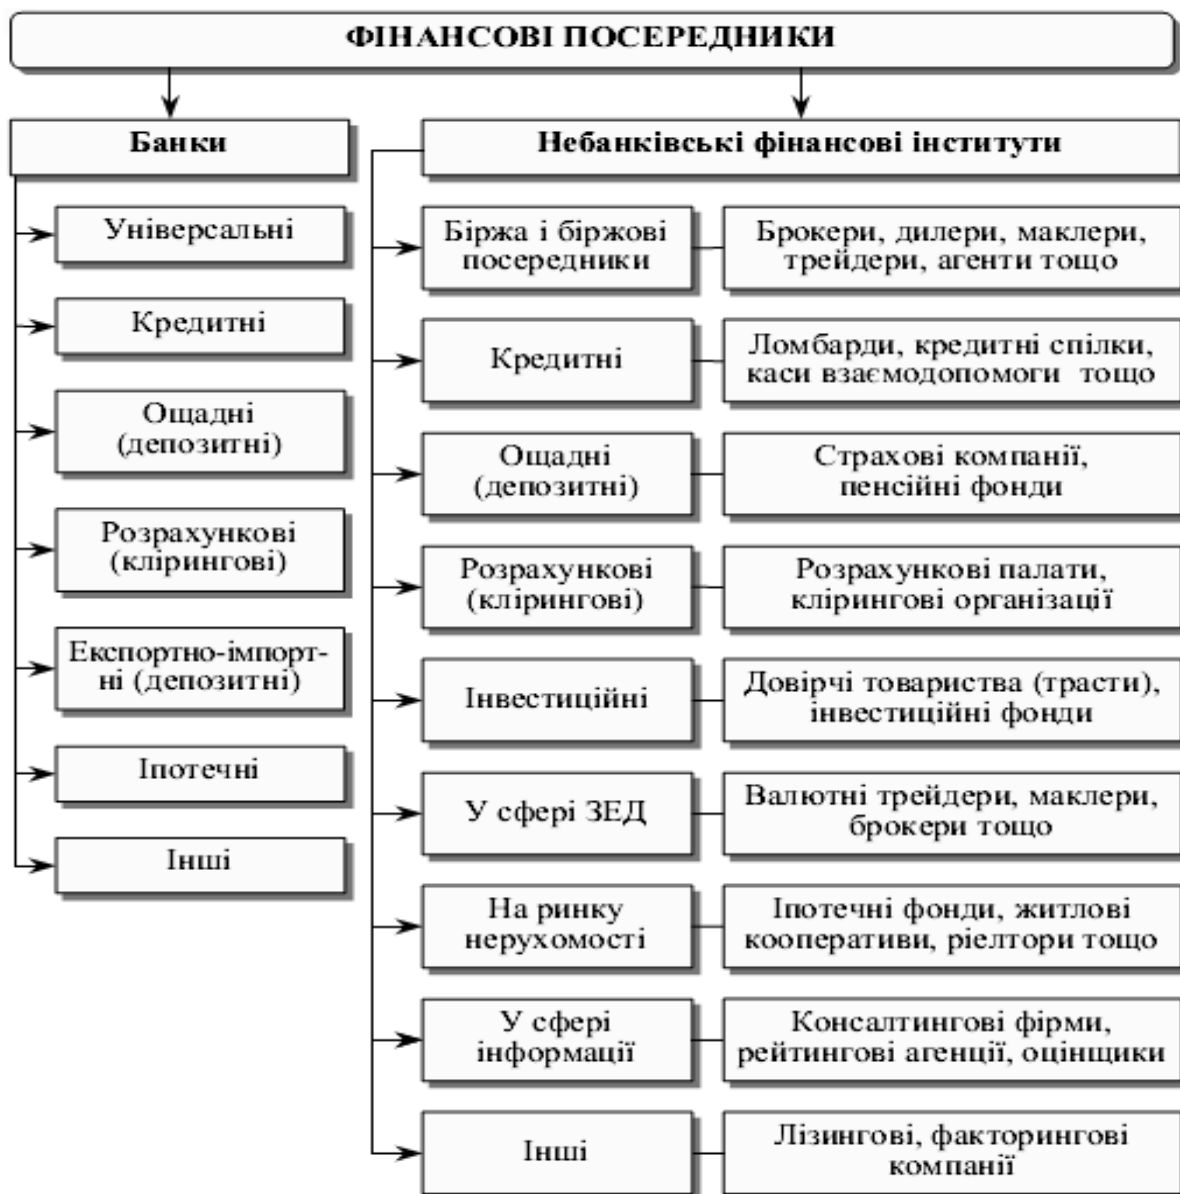 ФІНАНСОВІ ПОСЕРЕДНИКИ
Банки
Універсальні
Кредитні
Ощадні
(депозитні)
Розрахункові
(клірингові)
Експортно-імпорт-
ні (депозитні)
Іпотечні
Інші
Небанківські фінансові інститути
Біржа і біржові
посередники
Брокери, дилери, маклери,
трейдери, агенти тощо
Кредитні
Ломбарди, кредитні спілки,
каси взаємодопомоги тощо
Ощадні
(депозитні)
Страхові компанії,
пенсійні фонди
Розрахункові
(клірингові)
Розрахункові палати,
клірингові організації
Інвестиційні
Довірчі товариства (трасти),
інвестиційні фонди
У сфері ЗЕД
Валютні трейдери, маклери,
брокери тощо
На ринку
нерухомості
Іпотечні фонди, житлові
кооперативи, ріелтори тощо
У сфері
інформації
Консалтингові фірми,
рейтингові агенції, оцінщики
Інші
Лізингові, факторингові
компанії